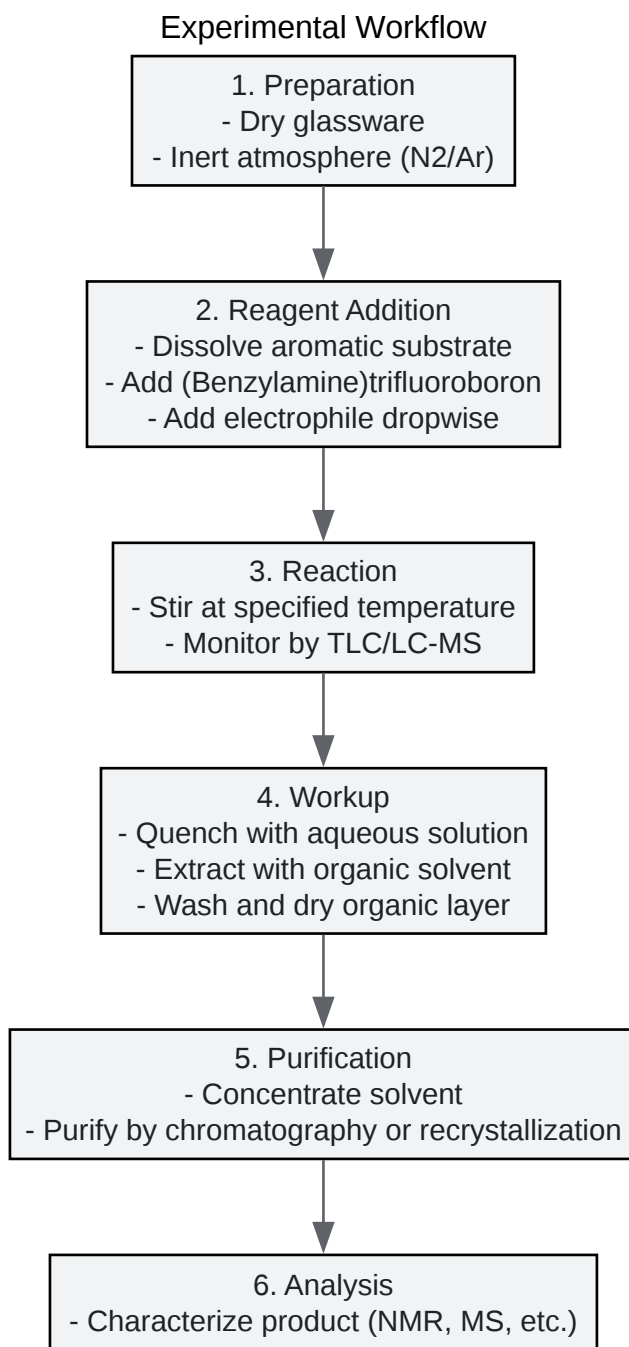 Experimental Workflow
1. Preparation
- Dry glassware
- Inert atmosphere (N2/Ar)
2. Reagent Addition
- Dissolve aromatic substrate
- Add (Benzylamine)trifluoroboron
- Add electrophile dropwise
3. Reaction
- Stir at specified temperature
- Monitor by TLC/LC-MS
4. Workup
- Quench with aqueous solution
- Extract with organic solvent
- Wash and dry organic layer
5. Purification
- Concentrate solvent
- Purify by chromatography or recrystallization
6. Analysis
- Characterize product (NMR, MS, etc.)